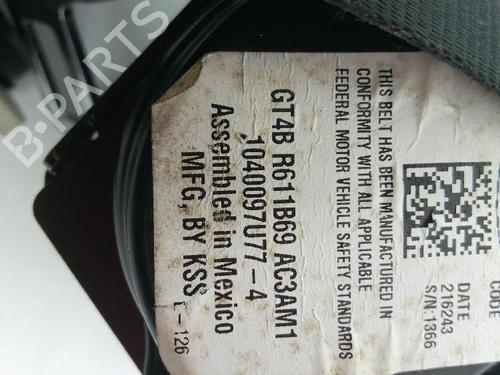 THIS BELT HAS BEEN MANUFACTURED IN
CONFORMITY WITH ALL APPLICABLE
FEDERAL MOTOR VEHICLE SAFETY STANDARDS
GT4B R611B69 AC3AM1
1040097U77-4
Assembled in Mexico
MFG, BY KSS
L-126
CODE
DATE
216243
S/N:1366
B-PARTS